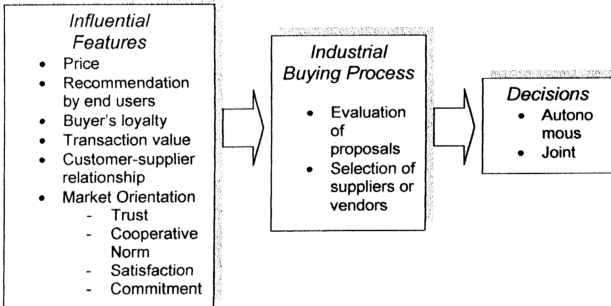 Influential
Features
• Price
• Recommendation
by end users
• Buyer's loyalty
• Transaction value
• Customer-supplier
relationship
• Market Orientation
- Trust
- Cooperative
Norm
- Satisfaction
- Commitment
Industrial
Buying Process
• Evaluation
of
proposals
• Selection of
suppliers or
vendors
Decisions
• Autono
mous
• Joint